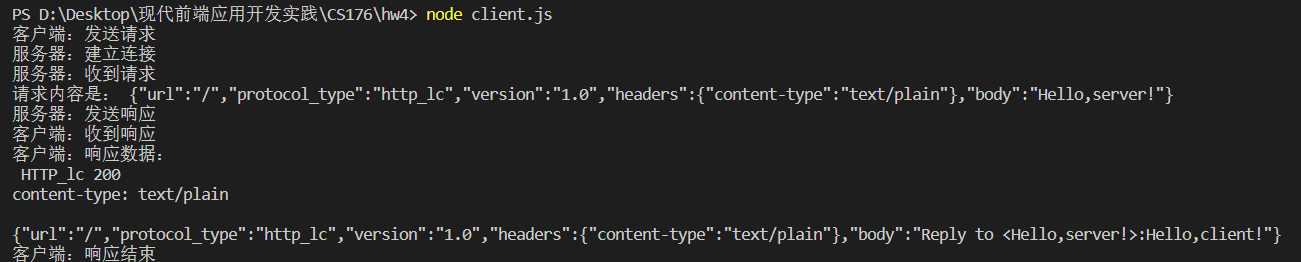 PS D:\Desktop\现代前端应用开发实践\CS176\hw4> node client.js
客户端：发送请求
服务器：建立连接
服务器：收到请求
请求内容是： {"url":"/","protocol_type":"http_lc","version":"1.0","headers":{"content-type":"text/plain"},"body":"Hello,server!"}
服务器：发送响应
客户端：收到响应
客户端：响应数据：
HTTP_lc 200
content-type: text/plain
{"url":"/","protocol_type":"http_lc","version":"1.0","headers":{"content-type":"text/plain"},"body":"Reply to <Hello,server!>:Hello,client!"}
客户端：响应结束